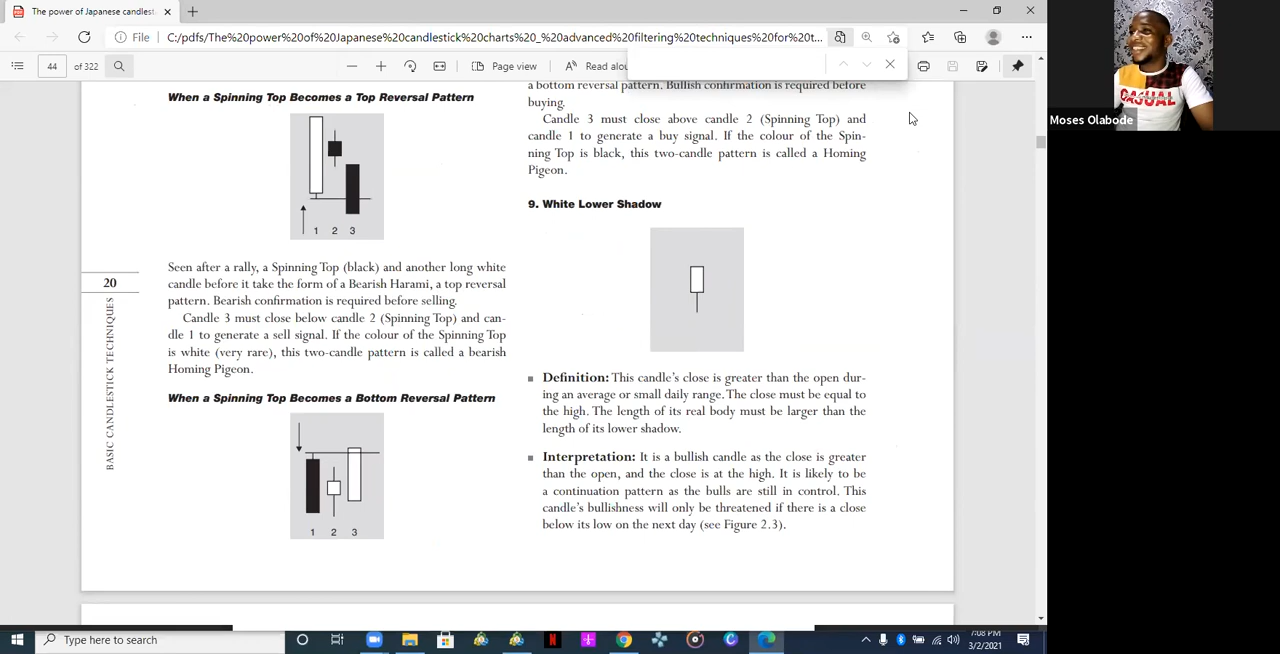 The power of Japanese candlest
File
C:/pdfs/The%20power%20of%20Japanese%20candlestick%20charts%20_%20advanced%20filtering%20techniques%20for%20t...
44
of 322
Page view
Read alou
When a Spinning Top Becomes a Top Reversal Pattern
1 2 3
Seen after a rally, a Spinning Top (black) and another long white
candle before it take the form of a Bearish Harami, a top reversal
pattern. Bearish confirmation is required before selling.
Candle 3 must close below candle 2 (Spinning Top) and can-
dle 1 to generate a sell signal. If the colour of the Spinning Top
is white (very rare), this two-candle pattern is called a bearish
Homing Pigeon.
When a Spinning Top Becomes a Bottom Reversal Pattern
1 2 3
20
BASIC CANDLESTICK TECHNIQUES
a bottom reversal pattern. Bullish confirmation is required before
buying.
Candle 3 must close above candle 2 (Spinning Top) and
candle 1 to generate a buy signal. If the colour of the Spin-
ning Top is black, this two-candle pattern is called a Homing
Pigeon.
9. White Lower Shadow
Definition: This candle's close is greater than the open dur-
ing an average or small daily range. The close must be equal to
the high. The length of its real body must be larger than the
length of its lower shadow.
Interpretation: It is a bullish candle as the close is greater
than the open, and the close is at the high. It is likely to be
a continuation pattern as the bulls are still in control. This
candle's bullishness will only be threatened if there is a close
below its low on the next day (see Figure 2.3).
CASUAL
Moses Olabode
Type here to search
7:08 PM
3/2/2021